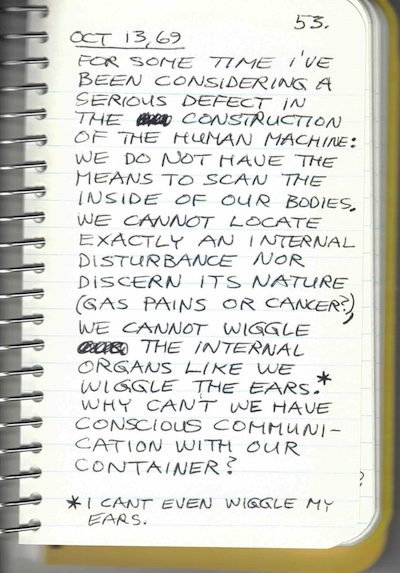 53.
OCT 13, 69
FOR SOME TIME I'VE
BEEN CONSIDERING A
SERIOUS DEFECT IN
THE CONSTRUCTION
OF THE HUMAN MACHINE:
WE DO NOT HAVE THE
MEANS TO SCAN THE
INSIDE OF OUR BODIES.
WE CANNOT LOCATE
EXACTLY AN INTERNAL
DISTURBANCE NOR
DISCERN ITS NATURE
(GAS PAINS OR CANCER?),
WE CANNOT WIGGLE
THE INTERNAL
ORGANS LIKE WE
WIGGLE THE EARS.*
WHY CAN'T WE HAVE
CONSCIOUS COMMUNI-
CATION WITH OUR
CONTAINER?
?
* I CANT EVEN WIGGLE MY
EARS.